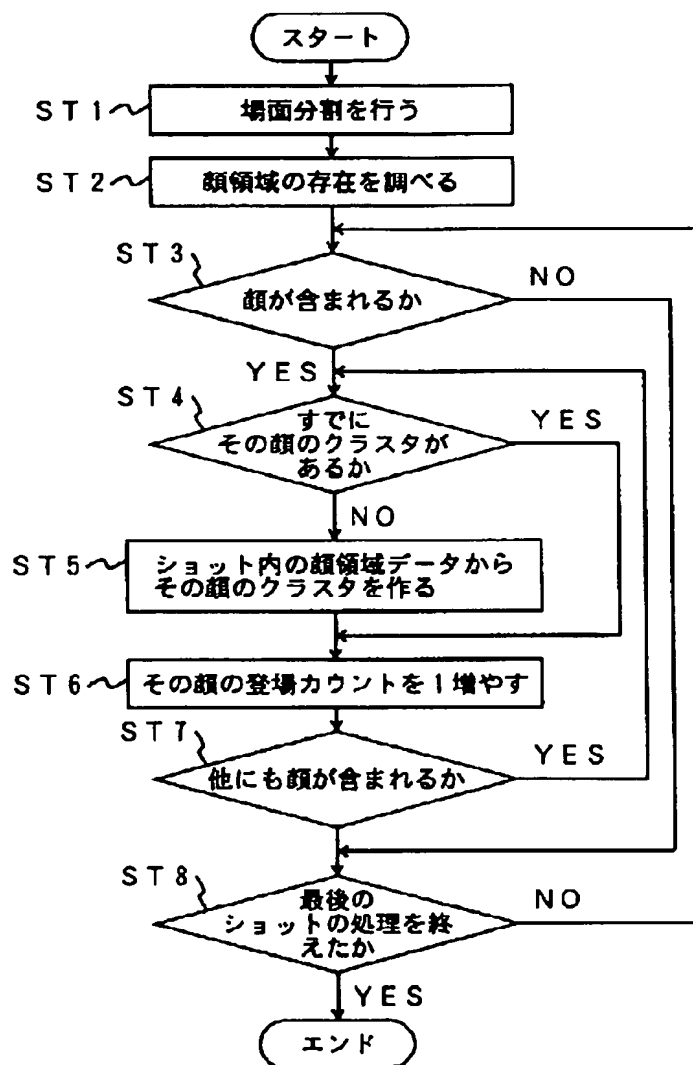 スタート
ST1
場面分割を行う
ST2
顔領域の存在を調べる
ST3
顔が含まれるか
NO
YES
ST4
すでに
その顔のクラスタが
あるか
YES
NO
ST5
ショット内の顔領域データから
その顔のクラスタを作る
ST6
その顔の登場カウントを1増やす
ST7
他にも顔が含まれるか
YES
ST8
最後の
ショットの処理を終
えたか
NO
YES
エンド